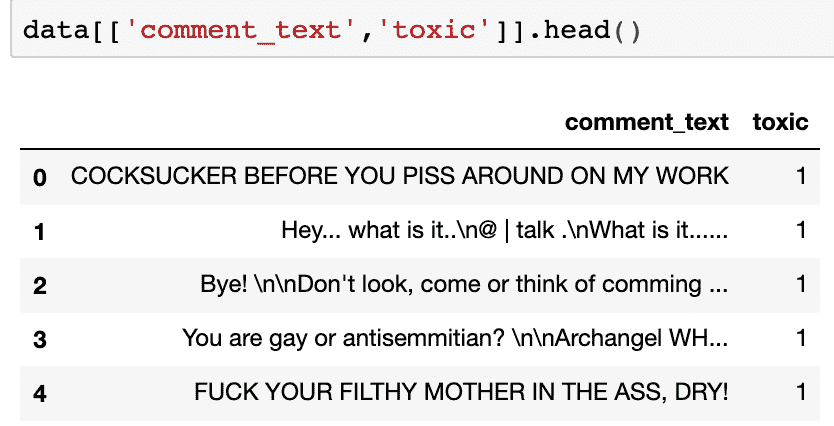 data[['comment_text','toxic']].head()
comment_text toxic
0 COCKSUCKER BEFORE YOU PISS AROUND ON MY WORK 1
1 Hey... what is it..\n@ | talk .\nWhat is it...... 1
2 Bye! \n\nDon't look, come or think of comming ... 1
3 You are gay or antisemmitian? \n\nArchangel WH... 1
4 FUCK YOUR FILTHY MOTHER IN THE ASS, DRY! 1